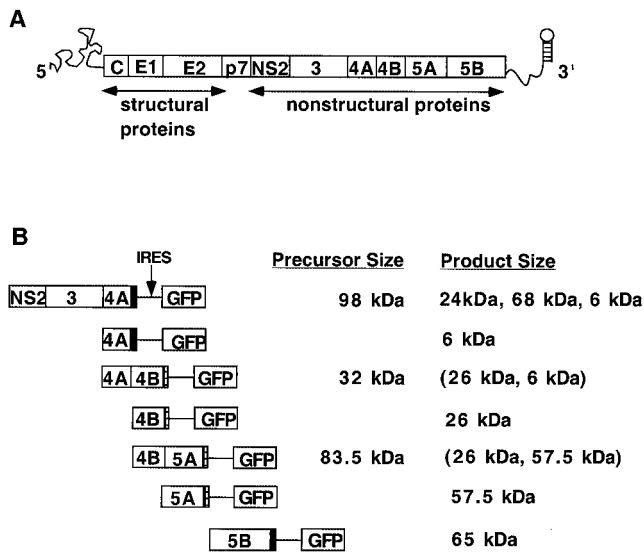 A
5' C E1 E2 p7 NS2 3 4A 4B 5A 5B 3'
structural proteins nonstructural proteins
B
IRES
Precursor Size Product Size
NS2 3 4A GFP 98 kDa 24kDa, 68 kDa, 6 kDa
4A GFP 6 kDa
4A 4B GFP 32 kDa (26 kDa, 6 kDa)
4B GFP 26 kDa
4B 5A GFP 83.5 kDa (26 kDa, 57.5 kDa)
5A GFP 57.5 kDa
5B GFP 65 kDa